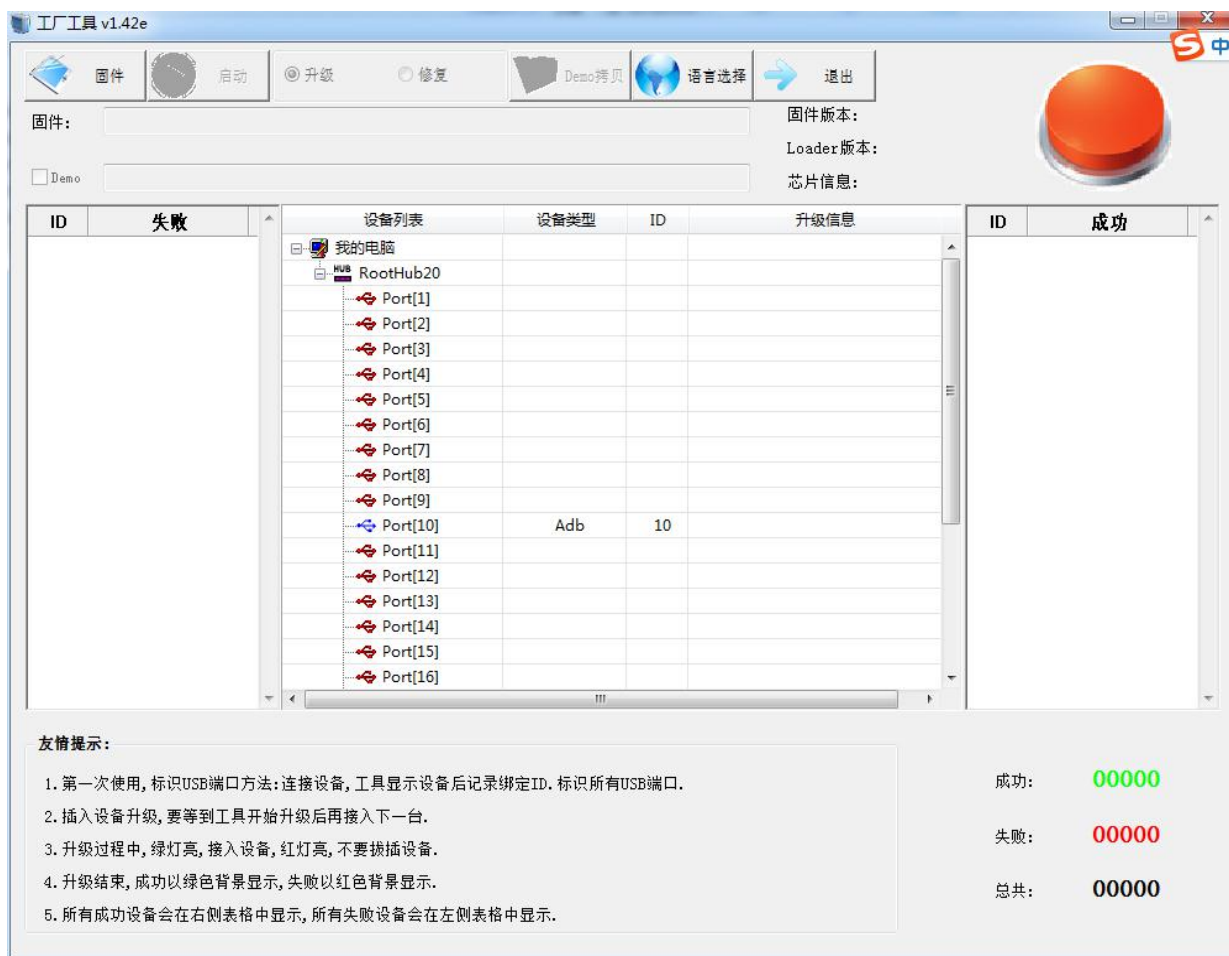 工厂工具 v1.42e
中
固件 启动 升级 修复 Demo拷贝 语言选择 退出
固件: 固件版本:
Loader版本:
Demo 芯片信息:
ID 失败 设备列表 设备类型 ID 升级信息 ID 成功
我的电脑
HUB RootHub20
Port[1]
Port[2]
Port[3]
Port[4]
Port[5]
Port[6]
Port[7]
Port[8]
Port[9]
Port[10] Adb 10
Port[11]
Port[12]
Port[13]
Port[14]
Port[15]
Port[16]
友情提示:
1.第一次使用,标识USB端口方法:连接设备,工具显示设备后记录绑定ID.标识所有USB端口.
2.插入设备升级,要等到工具开始升级后再接入下一台.
3.升级过程中,绿灯亮,接入设备,红灯亮,不要拔插设备.
4.升级结束,成功以绿色背景显示,失败以红色背景显示.
5.所有成功设备会在右侧表格中显示,所有失败设备会在左侧表格中显示.
成功: 00000
失败: 00000
总共: 00000